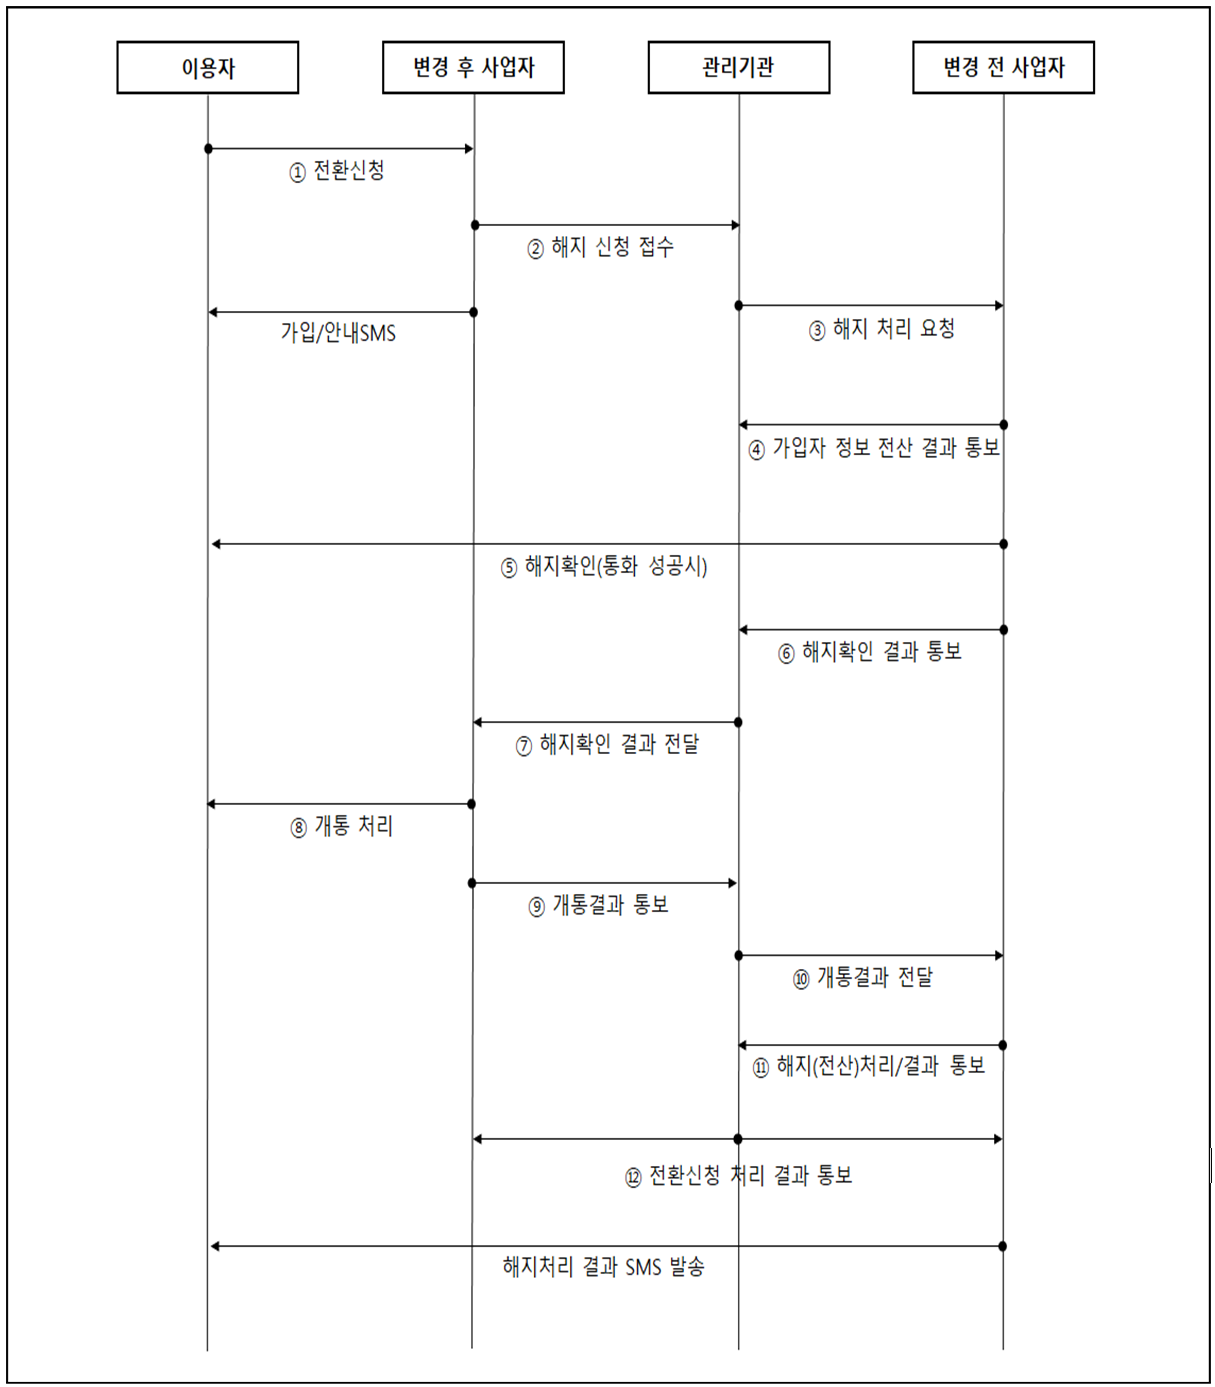 이용자
변경 후 사업자
관리기관
변경 전 사업자
① 전환신청
② 해지 신청 접수
③ 해지 처리 요청
가입/안내SMS
④ 가입자 정보 전산 결과 통보
⑤ 해지확인(통화 성공시)
⑥ 해지확인 결과 통보
⑦ 해지확인 결과 전달
⑧ 개통 처리
⑨ 개통결과 통보
⑩ 개통결과 전달
⑪ 해지(전산)처리/결과 통보
⑫ 전환신청 처리 결과 통보
해지처리 결과 SMS 발송